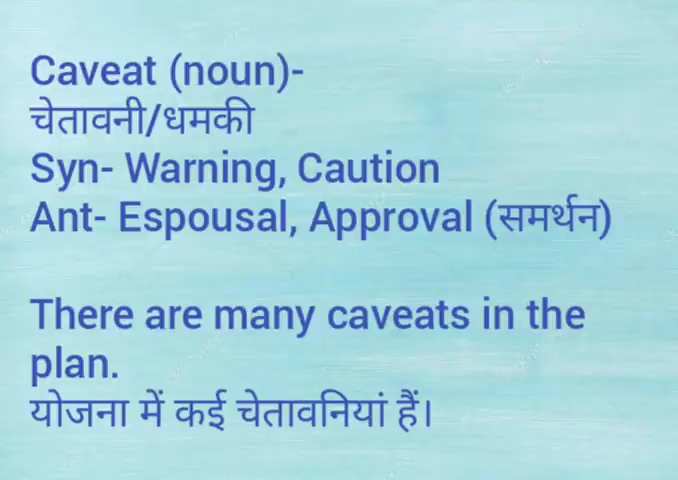 Caveat (noun)-
चेतावनी/धमकी
Syn- Warning, Caution
Ant- Espousal, Approval (समर्थन)
There are many caveats in the
plan.
योजना में कई चेतावनियां हैं।